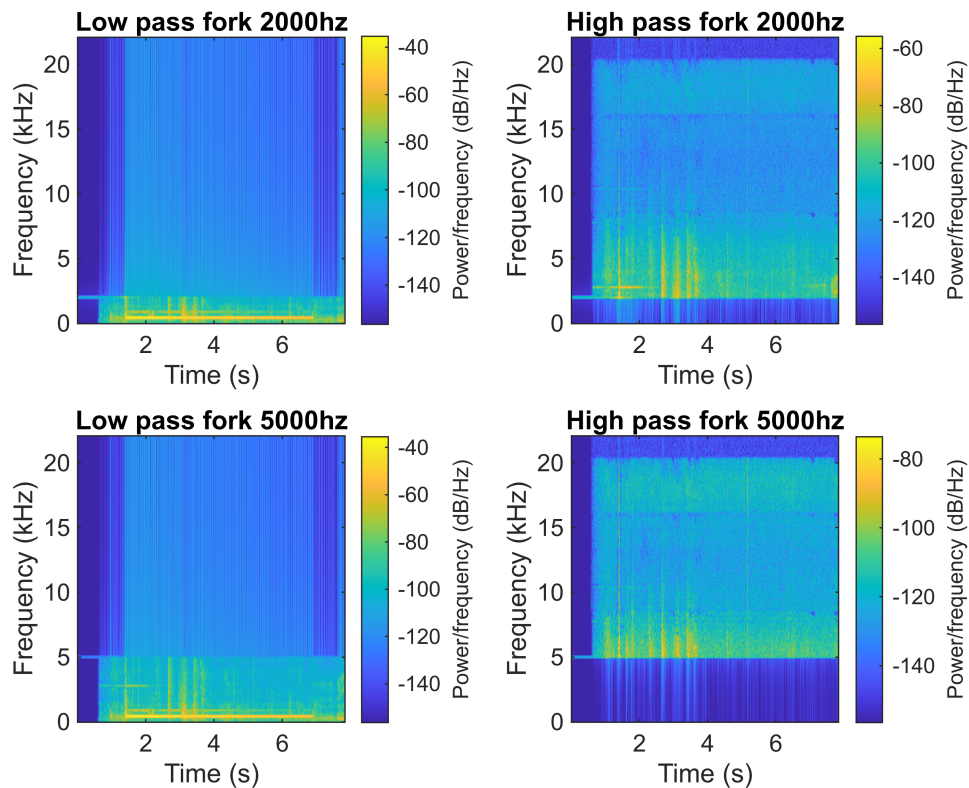 Low pass fork 2000hz
20
15
10
5
0
Frequency (kHz)
2 4 6
Time (s)
-40
-60
-80
-100
-120
-140
Power/frequency (dB/Hz)
High pass fork 2000hz
20
15
10
5
0
Frequency (kHz)
2 4 6
Time (s)
-60
-80
-100
-120
-140
Power/frequency (dB/Hz)
Low pass fork 5000hz
20
15
10
5
0
Frequency (kHz)
2 4 6
Time (s)
-40
-60
-80
-100
-120
-140
Power/frequency (dB/Hz)
High pass fork 5000hz
20
15
10
5
0
Frequency (kHz)
2 4 6
Time (s)
-80
-100
-120
-140
Power/frequency (dB/Hz)